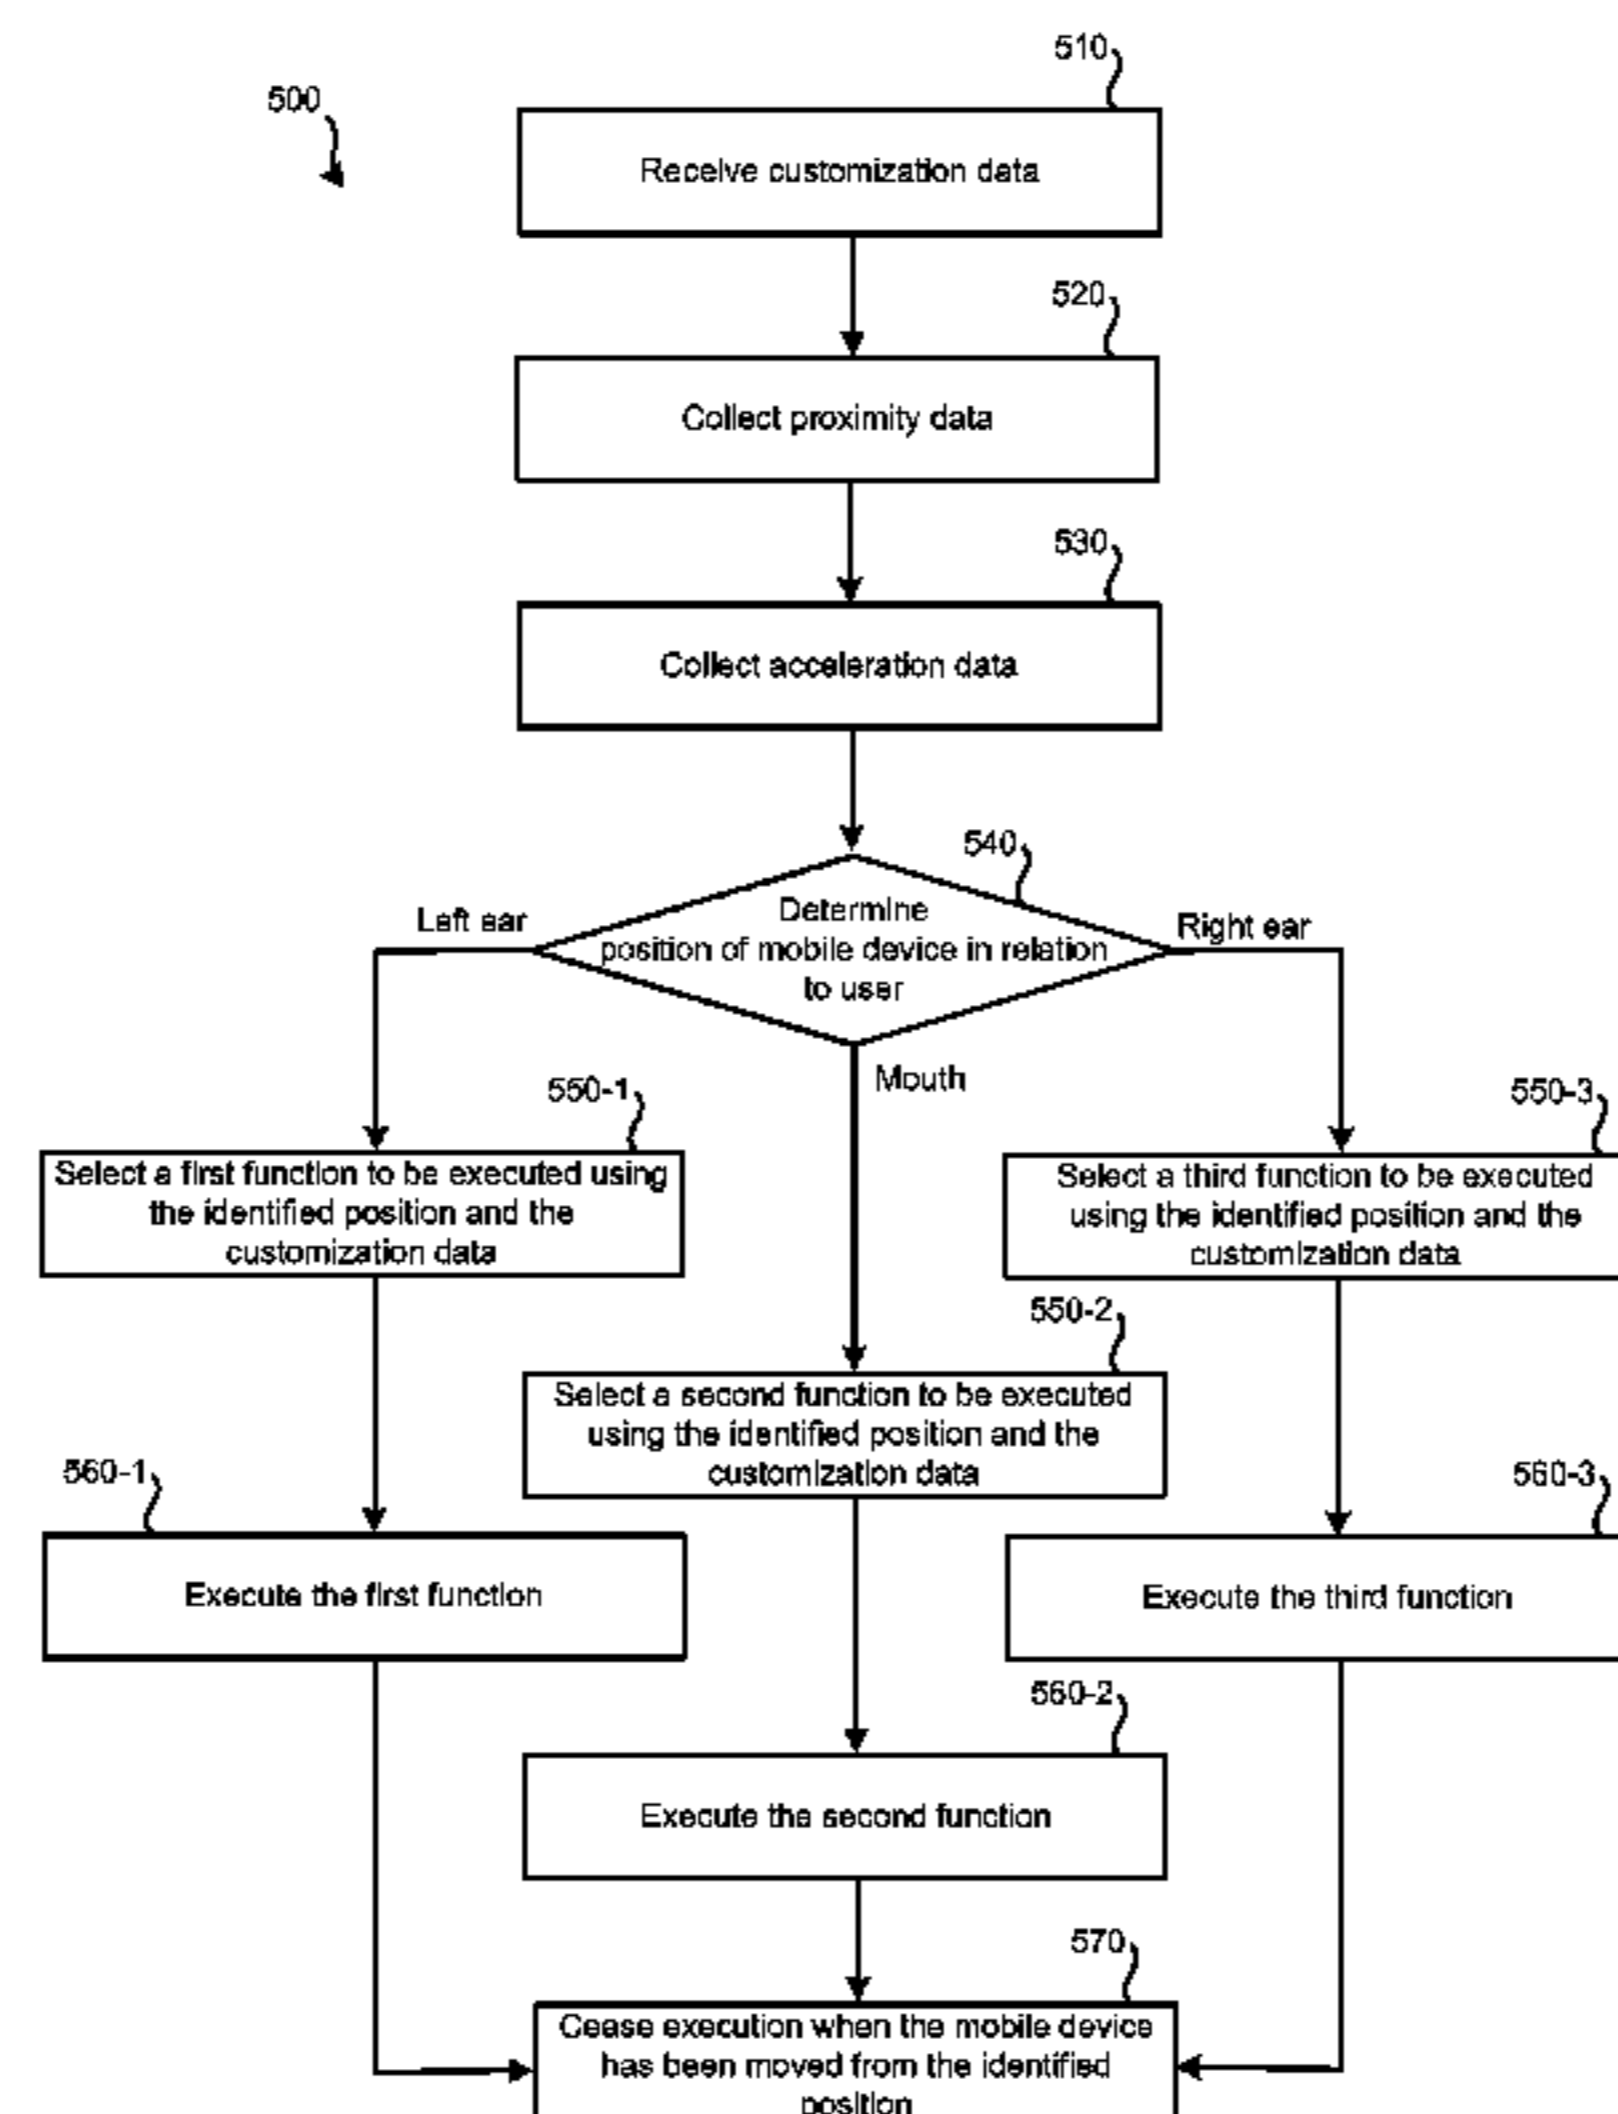 510
500
Receive customization data
520
Collect proximity data
530
Collect acceleration data
540
Determine
position of mobile device in relation
to user
Left ear
Right ear
Mouth
550-1
Select a first function to be executed using
the identified position and the
customization data
550-3
Select a third function to be executed
using the identified position and the
customization data
550-2
Select a second function to be executed
using the identified position and the
customization data
560-1
Execute the first function
560-3
Execute the third function
560-2
Execute the second function
570
Cease execution when the mobile device
has been moved from the identified
position